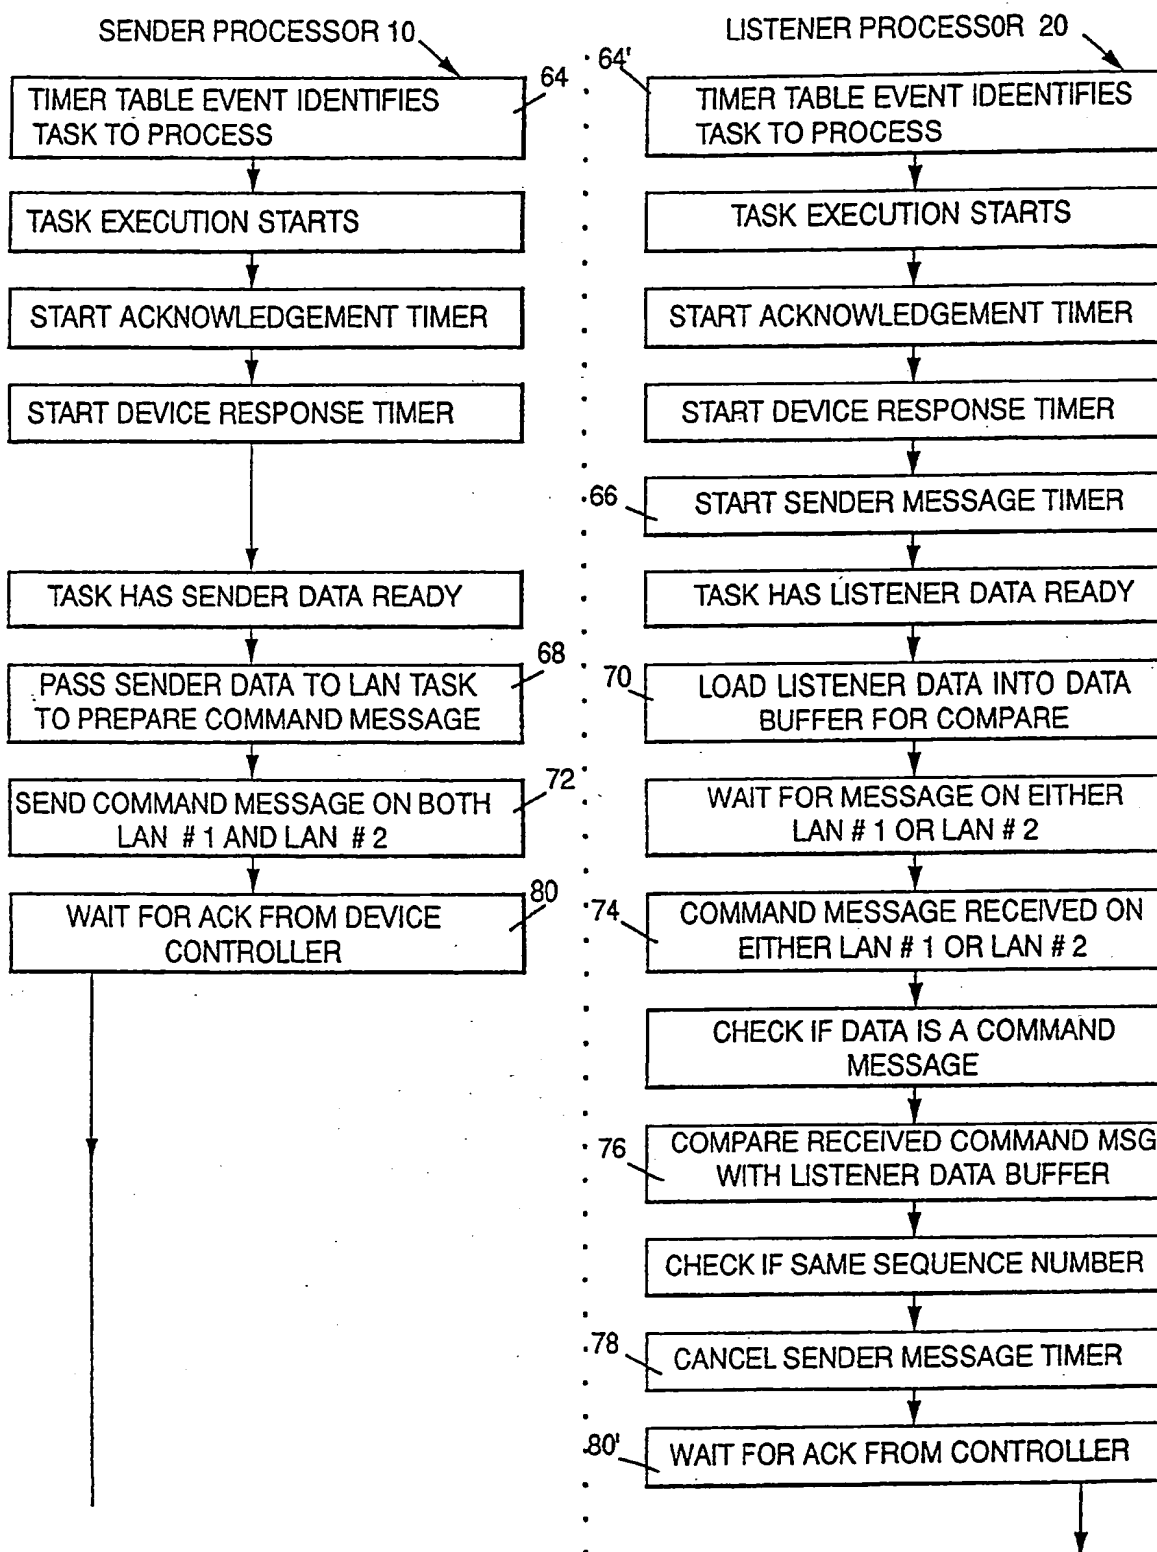 SENDER PROCESSOR 10
64
TIMER TABLE EVENT IDENTIFIES
TASK TO PROCESS
TASK EXECUTION STARTS
START ACKNOWLEDGEMENT TIMER
START DEVICE RESPONSE TIMER
TASK HAS SENDER DATA READY
68
PASS SENDER DATA TO LAN TASK
TO PREPARE COMMAND MESSAGE
72
SEND COMMAND MESSAGE ON BOTH
LAN # 1 AND LAN # 2
80
WAIT FOR ACK FROM DEVICE
CONTROLLER
LISTENER PROCESSOR 20
64'
TIMER TABLE EVENT IDEENTIFIES
TASK TO PROCESS
TASK EXECUTION STARTS
START ACKNOWLEDGEMENT TIMER
START DEVICE RESPONSE TIMER
66
START SENDER MESSAGE TIMER
TASK HAS LISTENER DATA READY
70
LOAD LISTENER DATA INTO DATA
BUFFER FOR COMPARE
WAIT FOR MESSAGE ON EITHER
LAN # 1 OR LAN # 2
74
COMMAND MESSAGE RECEIVED ON
EITHER LAN # 1 OR LAN # 2
CHECK IF DATA IS A COMMAND
MESSAGE
76
COMPARE RECEIVED COMMAND MSG
WITH LISTENER DATA BUFFER
CHECK IF SAME SEQUENCE NUMBER
78
CANCEL SENDER MESSAGE TIMER
80'
WAIT FOR ACK FROM CONTROLLER